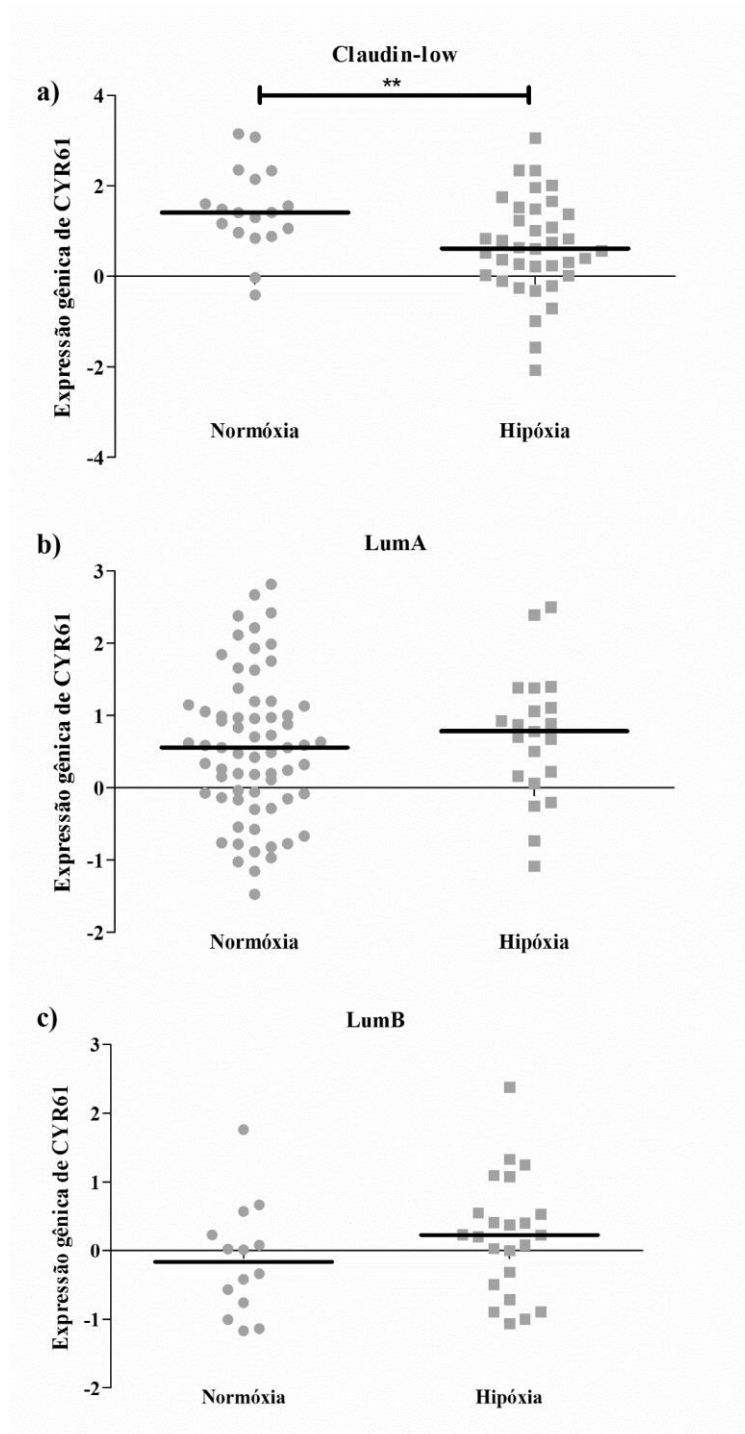 Claudin-low
a)
**
Expressão gênica de CYR61
4
2
0
-2
-4
Normóxia Hipóxia
b)
LumA
Expressão gênica de CYR61
3
2
1
0
-1
-2
Normóxia Hipóxia
c)
LumB
Expressão gênica de CYR61
3
2
1
0
-1
-2
Normóxia Hipóxia